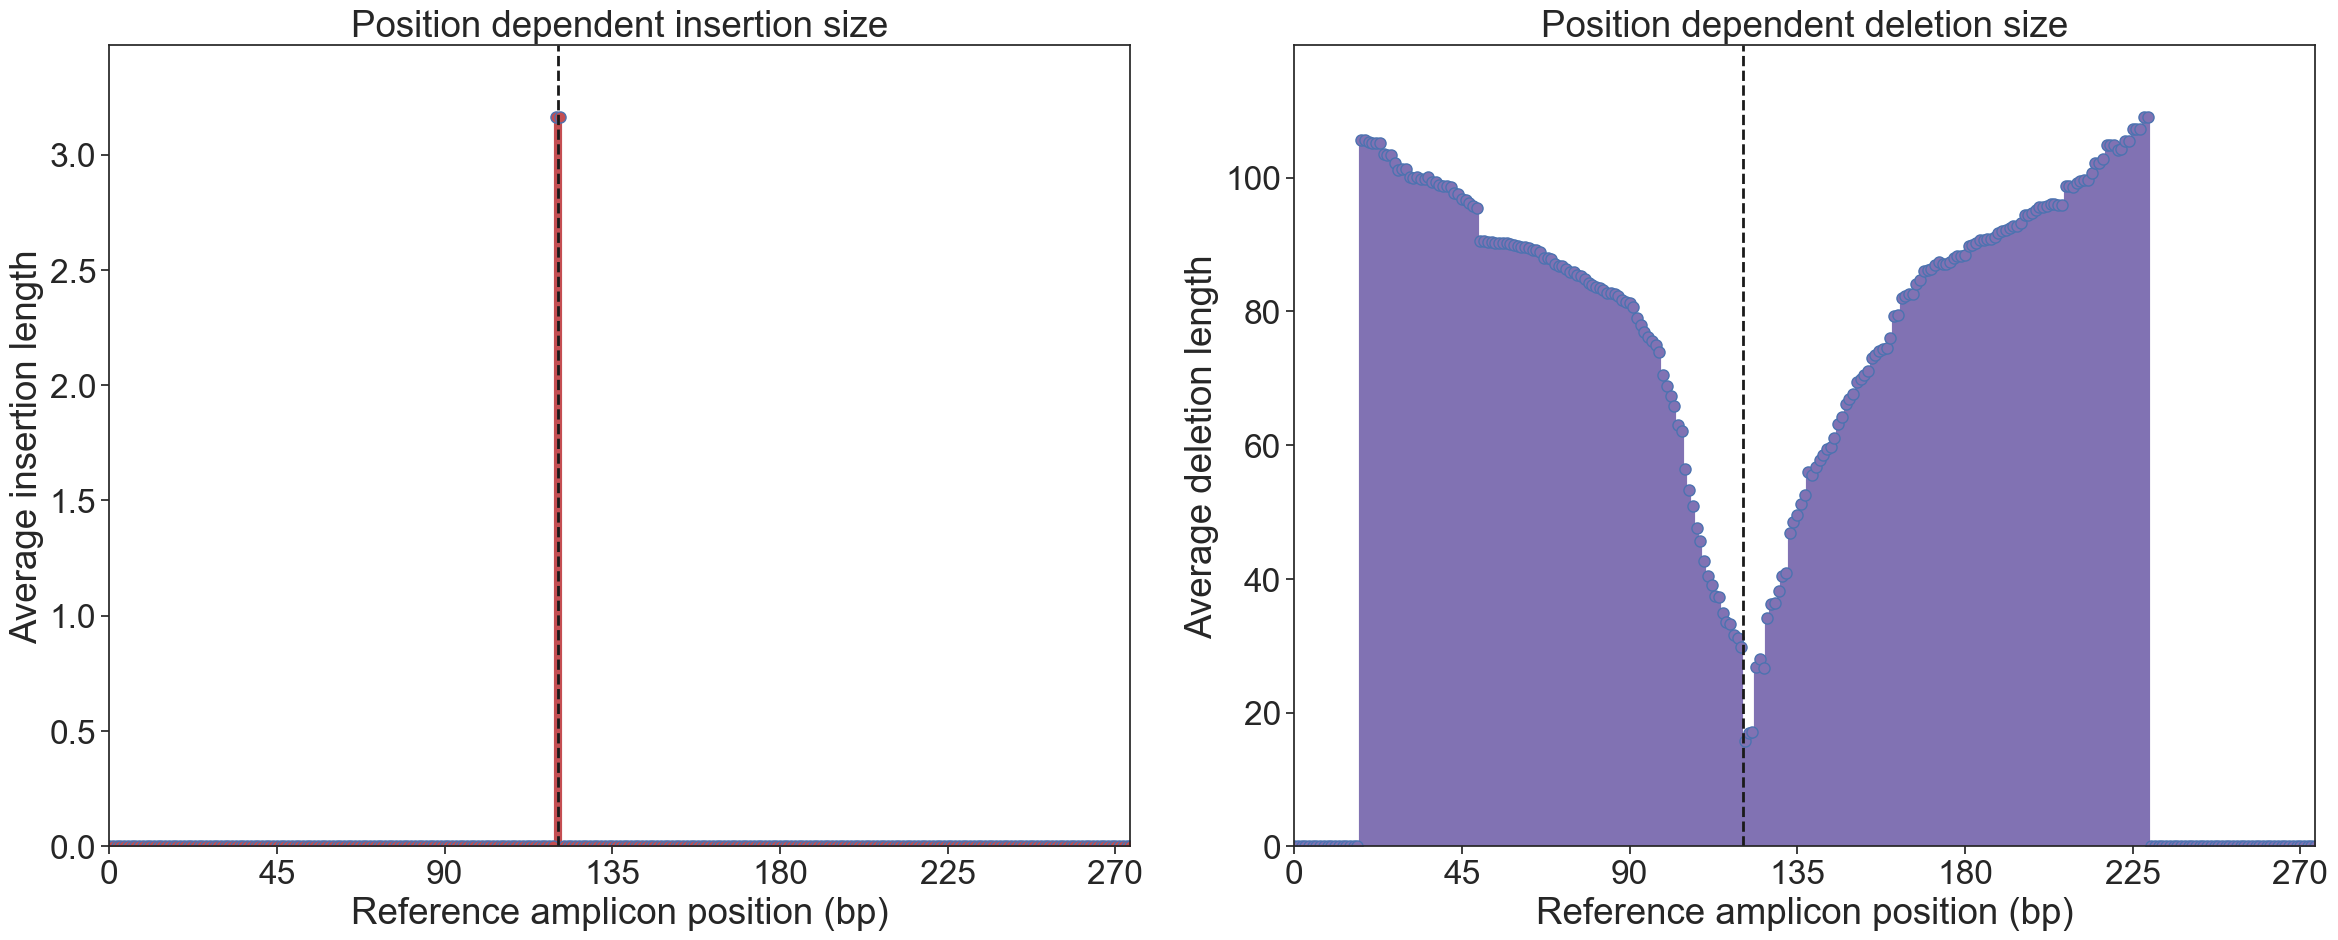 Position dependent insertion size
Average insertion length
3.0
2.5
2.0
1.5
1.0
0.5
0.0
0 45 90 135 180 225 270
Reference amplicon position (bp)
Position dependent deletion size
Average deletion length
100
80
60
40
20
0
0 45 90 135 180 225 270
Reference amplicon position (bp)